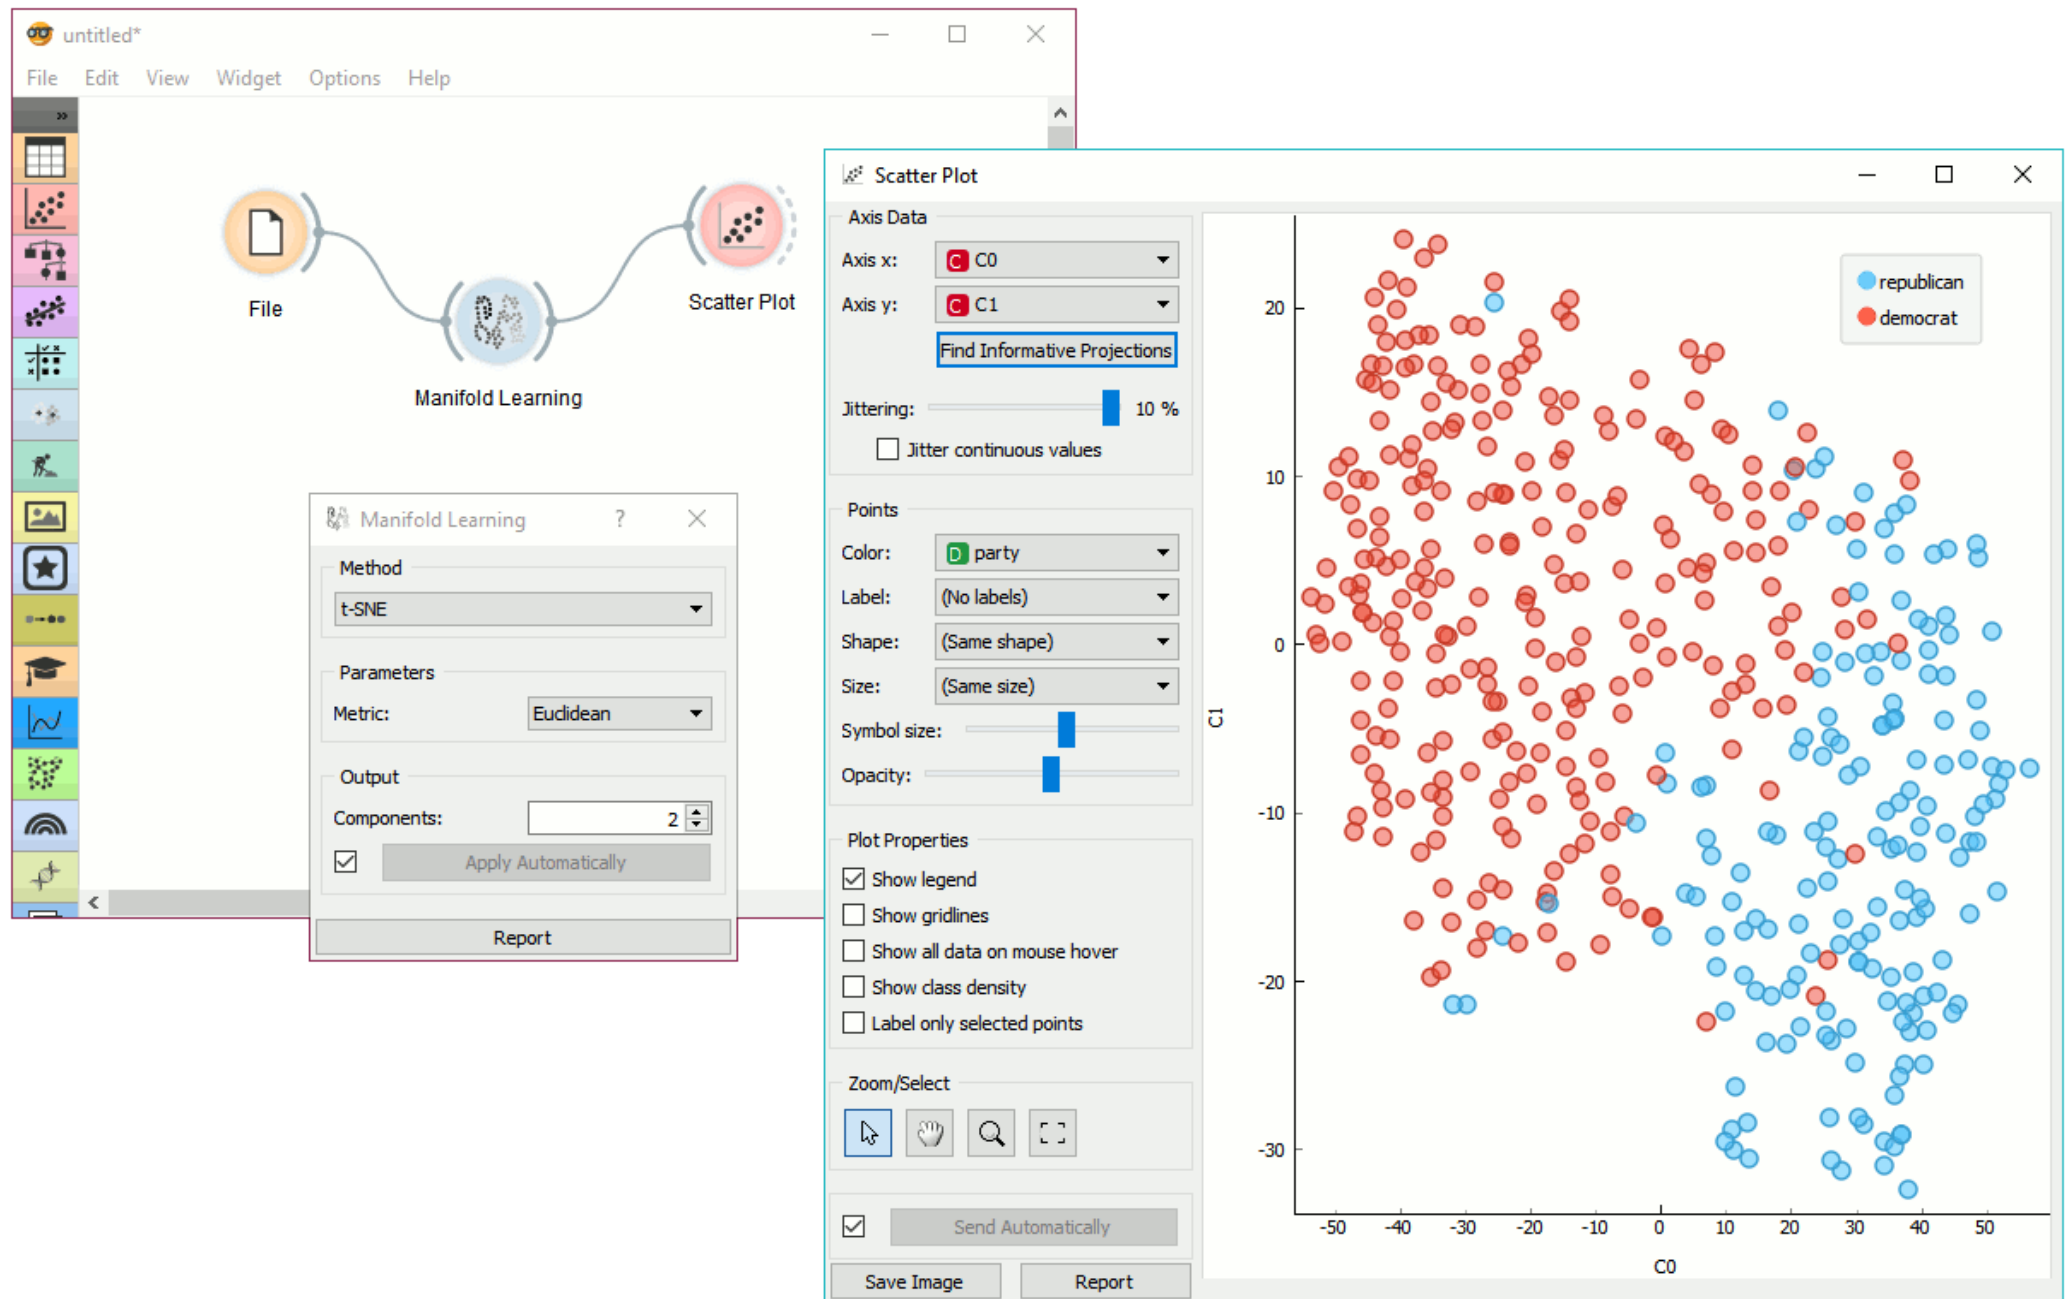 untitled*
File Edit View Widget Options Help
»
File
Manifold Learning
Scatter Plot
Manifold Learning ?
Method
t-SNE
Parameters
Metric: Euclidean
Output
Components: 2
Apply Automatically
Report
Scatter Plot
Axis Data
Axis x: C C0
Axis y: C C1
Find Informative Projections
Jittering: 10 %
Jitter continuous values
Points
Color: D party
Label: (No labels)
Shape: (Same shape)
Size: (Same size)
Symbol size:
Opacity:
Plot Properties
Show legend
Show gridlines
Show all data on mouse hover
Show class density
Label only selected points
Zoom/Select
Send Automatically
Save Image Report
republican
democrat
20
10
0
-10
-20
-30
C1
-50 -40 -30 -20 -10 0 10 20 30 40 50
C0